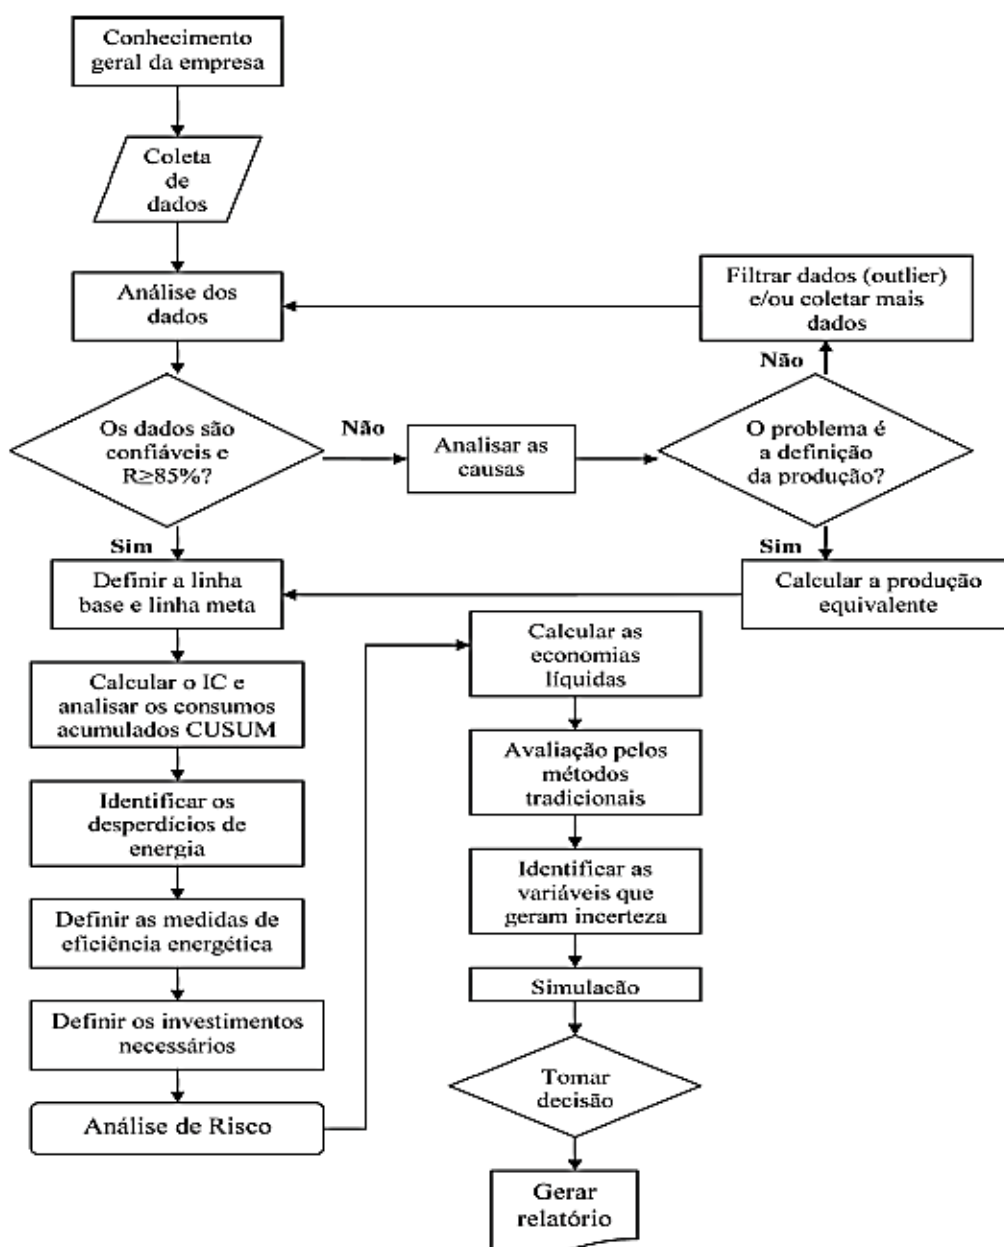 Conhecimento
geral da empresa
Coleta
de
dados
Análise dos
dados
Filtrar dados (outlier)
e/ou coletar mais
dados
Não
Os dados são
confiáveis e
R≥85%?
Não
Analisar as
causas
O problema é
a definição
da produção?
Sim
Sim
Definir a linha
base e linha meta
Calcular a produção
equivalente
Calcular o IC e
analisar os consumos
acumulados CUSUM
Identificar os
desperdícios de
energia
Definir as medidas de
eficiência energética
Definir os investimentos
necessários
Análise de Risco
Calcular as
economias
líquidas
Avaliação pelos
métodos
tradicionais
Identificar as
variáveis que
geram incerteza
Simulacão
Tomar
decisão
Gerar
relatório